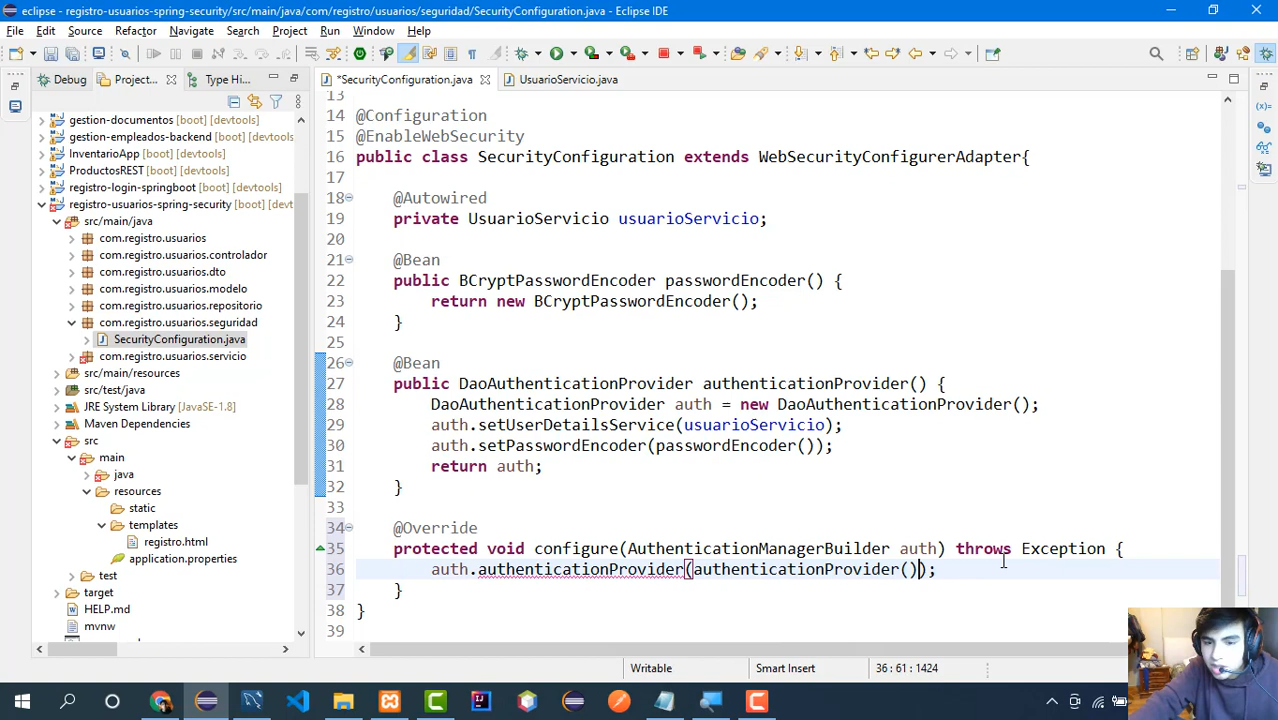 eclipse - registro-usuarios-spring-security/src/main/java/com/registro/usuarios/seguridad/SecurityConfiguration.java - Eclipse IDE
File Edit Source Refactor Navigate Search Project Run Window Help
Debug Project... Type Hi...
*SecurityConfiguration.java UsuarioServicio.java
gestion-documentos [boot] [devtools]
gestion-empleados-backend
InventarioApp [boot] [devtools]
ProductosREST [boot] [devtools]
registro-login-springboot [boot] [devtools]
registro-usuarios-spring-security [boot] [devt
src/main/java
com.registro.usuarios
com.registro.usuarios.controlador
com.registro.usuarios.dto
com.registro.usuarios.modelo
com.registro.usuarios.repositorio
com.registro.usuarios.seguridad
SecurityConfiguration.java
com.registro.usuarios.servicio
src/main/resources
src/test/java
JRE System Library [JavaSE-1.8]
Maven Dependencies
src
main
java
resources
static
templates
registro.html
application.properties
test
target
HELP.md
mvnw
13
14 @Configuration
15 @EnableWebSecurity
16 public class SecurityConfiguration extends WebSecurityConfigurerAdapter{
17
18 @Autowired
19 private UsuarioServicio usuarioServicio;
20
21 @Bean
22 public BCryptPasswordEncoder passwordEncoder() {
23 return new BCryptPasswordEncoder();
24 }
25
26 @Bean
27 public DaoAuthenticationProvider authenticationProvider() {
28 DaoAuthenticationProvider auth = new DaoAuthenticationProvider();
29 auth.setUserDetailsService(usuarioServicio);
30 auth.setPasswordEncoder(passwordEncoder());
31 return auth;
32 }
33
34 @Override
35 protected void configure(AuthenticationManagerBuilder auth) throws Exception {
36 auth.authenticationProvider(authenticationProvider());
37 }
38 }
39
Writable Smart Insert 36 : 61 : 1424